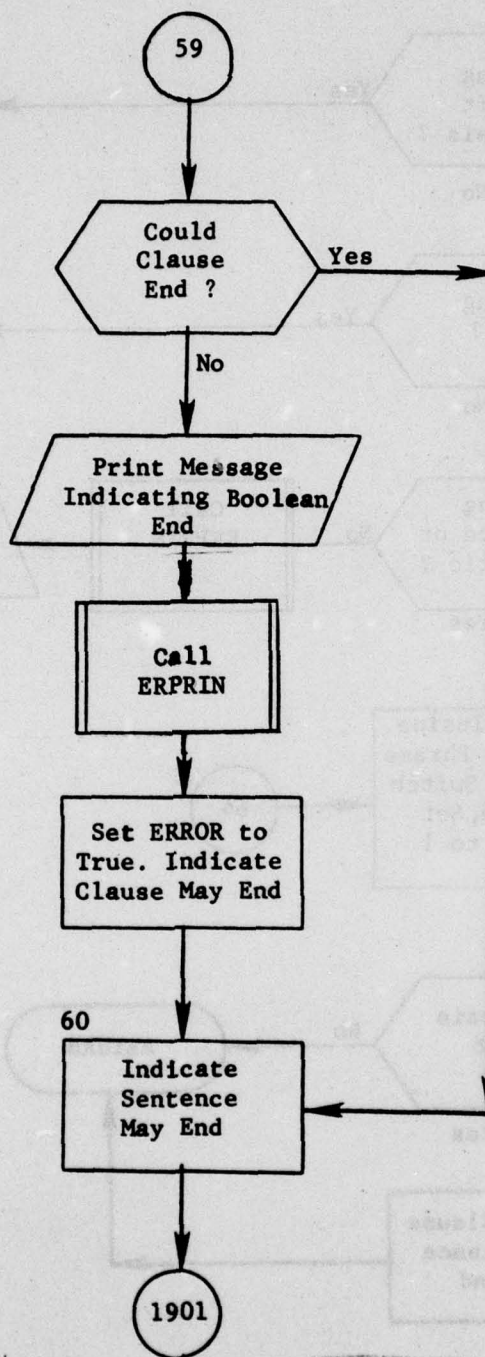 59
Could
Clause
End ?
Yes
No
Print Message
Indicating Boolean
End
Call
ERPRIN
Set ERROR to
True. Indicate
Clause May End
60
Indicate
Sentence
May End
1901